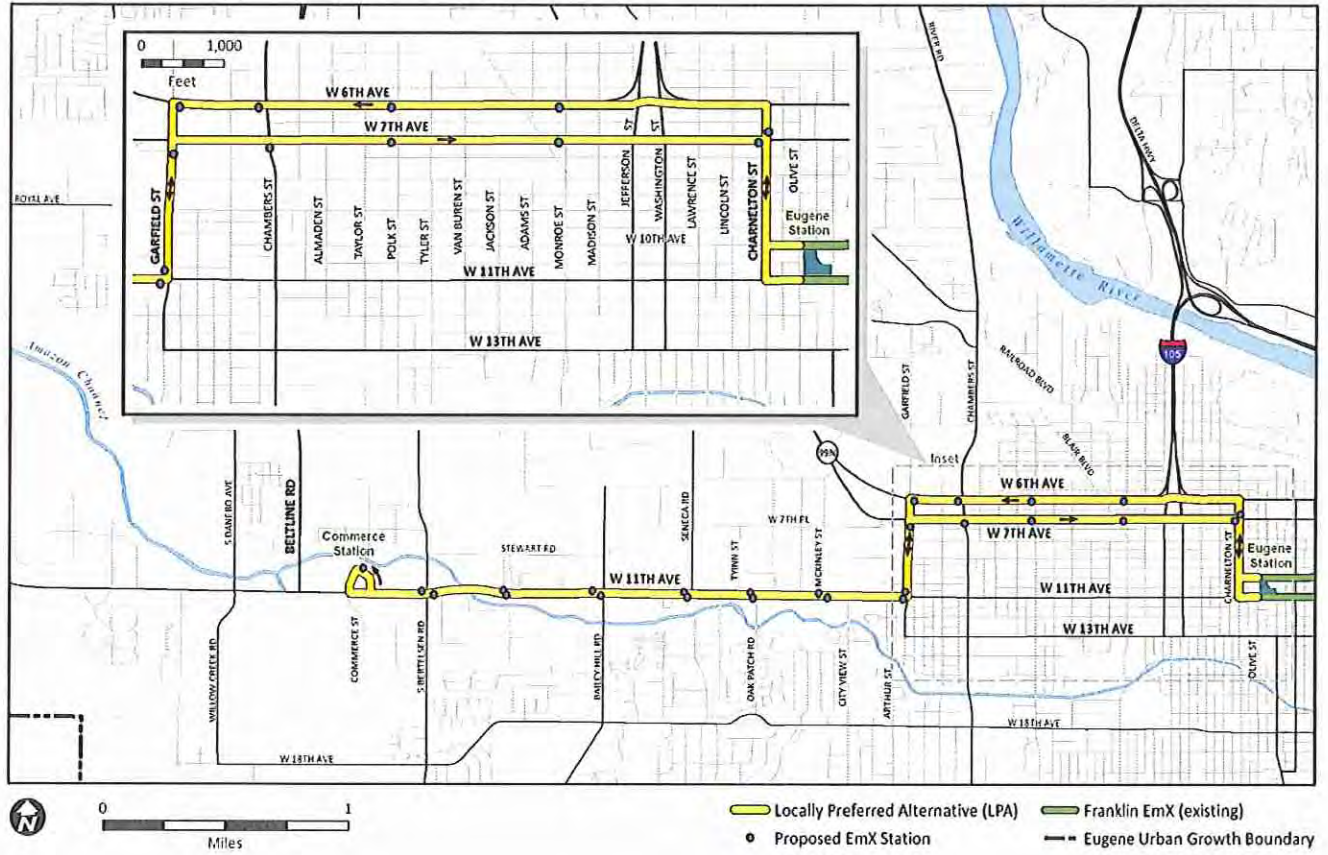 0 1,000
Feet
W 6TH AVE
W 7TH AVE
GARFIELD ST
CHAMBERS ST
ALMADEN ST
TAYLOR ST
POLK ST
TYLER ST
VAN BUREN ST
JACKSON ST
ADAMS ST
MONROE ST
MADISON ST
JEFFERSON ST
WASHINGTON ST
LAWRENCE ST
LINCOLN ST
CHARNELTON ST
OLIVE ST
Eugene
Station
W 10TH AVE
W 11TH AVE
W 13TH AVE
RIVER RD
DELTA HWY
Willamette River
105
ROYAL AVE
Amazon Channel
RAILROAD BLVD
GARFIELD ST
CHAMBERS ST
BLAIR BLVD
99N
Inset
W 6TH AVE
W 7TH AVE
W 7TH PL
S DANEBO AVE
BELTLINE RD
Commerce
Station
STEWART RD
SENECA RD
TYINN ST
MCKINLEY ST
W 11TH AVE
W 11TH AVE
CHARNELTON ST
Eugene
Station
W 13TH AVE
WILLOW CREEK RD
COMMERCE ST
S BERTELSEN RD
BAILEY HILL RD
OAK PATCH RD
CITY VIEW ST
ARTHUR ST
OLIVE ST
W 18TH AVE
W 18TH AVE
N
0 1
Miles
Locally Preferred Alternative (LPA)
Proposed EmX Station
Franklin EmX (existing)
Eugene Urban Growth Boundary